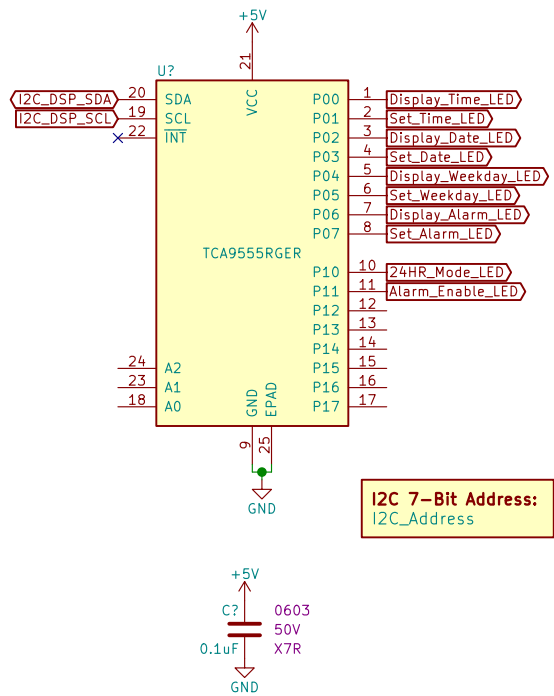 +5V
U?
21
VCC
I2C_DSP_SDA 20 SDA P00 1 Display_Time_LED
I2C_DSP_SCL 19 SCL P01 2 Set_Time_LED
22 INT P02 3 Display_Date_LED
P03 4 Set_Date_LED
P04 5 Display_Weekday_LED
P05 6 Set_Weekday_LED
P06 7 Display_Alarm_LED
P07 8 Set_Alarm_LED
TCA9555RGER
P10 10 24HR_Mode_LED
P11 11 Alarm_Enable_LED
P12 12
P13 13
P14 14
24 A2 P15 15
23 A1 P16 16
18 A0 P17 17
GND EPAD
9 25
GND
I2C 7-Bit Address:
I2C_Address
+5V
C? 0603
50V
0.1uF X7R
GND